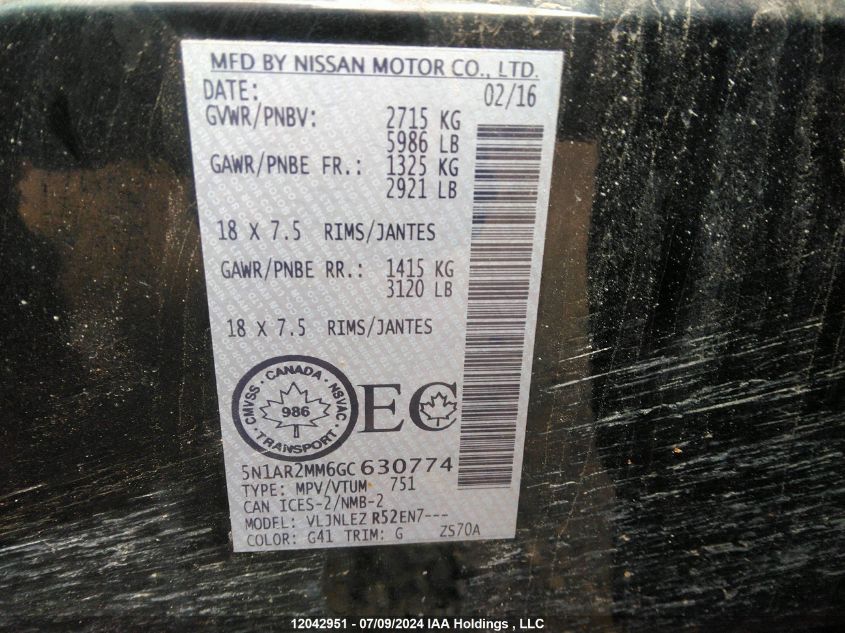 MFD BY NISSAN MOTOR CO., LTD.
DATE: 02/16
GVWR/PNBV: 2715 KG
5986 LB
GAWR/PNBE FR.: 1325 KG
2921 LB
18 X 7.5 RIMS/JANTES
GAWR/PNBE RR.: 1415 KG
3120 LB
18 X 7.5 RIMS/JANTES
CMVSS · CANADA · NSVAC · TRANSPORT
986
EC
5N1AR2MM6GC630774
TYPE: MPV/VTUM 751
CAN ICES-2/NMB-2
MODEL: VLJNLEZ R52EN7---
COLOR: G41 TRIM: G ZS70A
12042951 - 07/09/2024 IAA Holdings , LLC